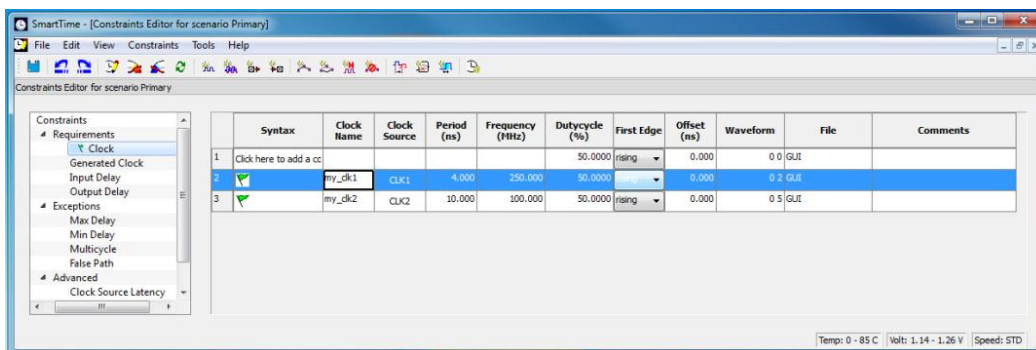 SmartTime - [Constraints Editor for scenario Primary]
File Edit View Constraints Tools Help
Constraints Editor for scenario Primary
Constraints
Requirements
Clock
Generated Clock
Input Delay
Output Delay
Exceptions
Max Delay
Min Delay
Multicycle
False Path
Advanced
Clock Source Latency
Syntax Clock Name Clock Source Period (ns) Frequency (MHz) Dutycycle (%) First Edge Offset (ns) Waveform File Comments
1 Click here to add a cc 50.0000 rising 0.000 0 0 GUI
2 my_clk1 CLK1 4.000 250.000 50.0000 rising 0.000 0 2 GUI
3 my_clk2 CLK2 10.000 100.000 50.0000 rising 0.000 0 5 GUI
Temp: 0 - 85 C Volt: 1.14 - 1.26 V Speed: STD